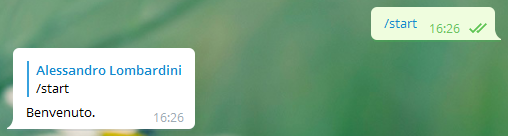 /start
16:26
Alessandro Lombardini
/start
Benvenuto.
16:26